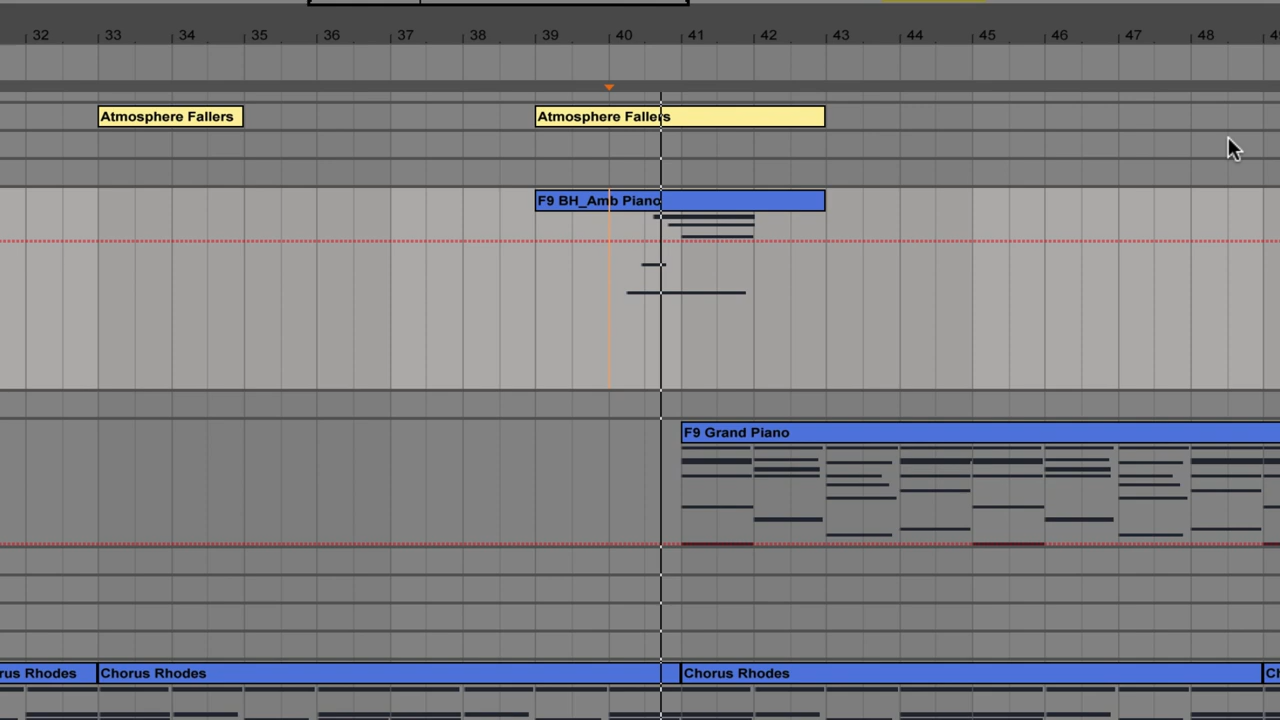 32 33 34 35 36 37 38 39 40 41 42 43 44 45 46 47 48
Atmosphere Fallers Atmosphere Fallers
F9 BH_Amb Piano
F9 Grand Piano
rus Rhodes Chorus Rhodes Chorus Rhodes Ch